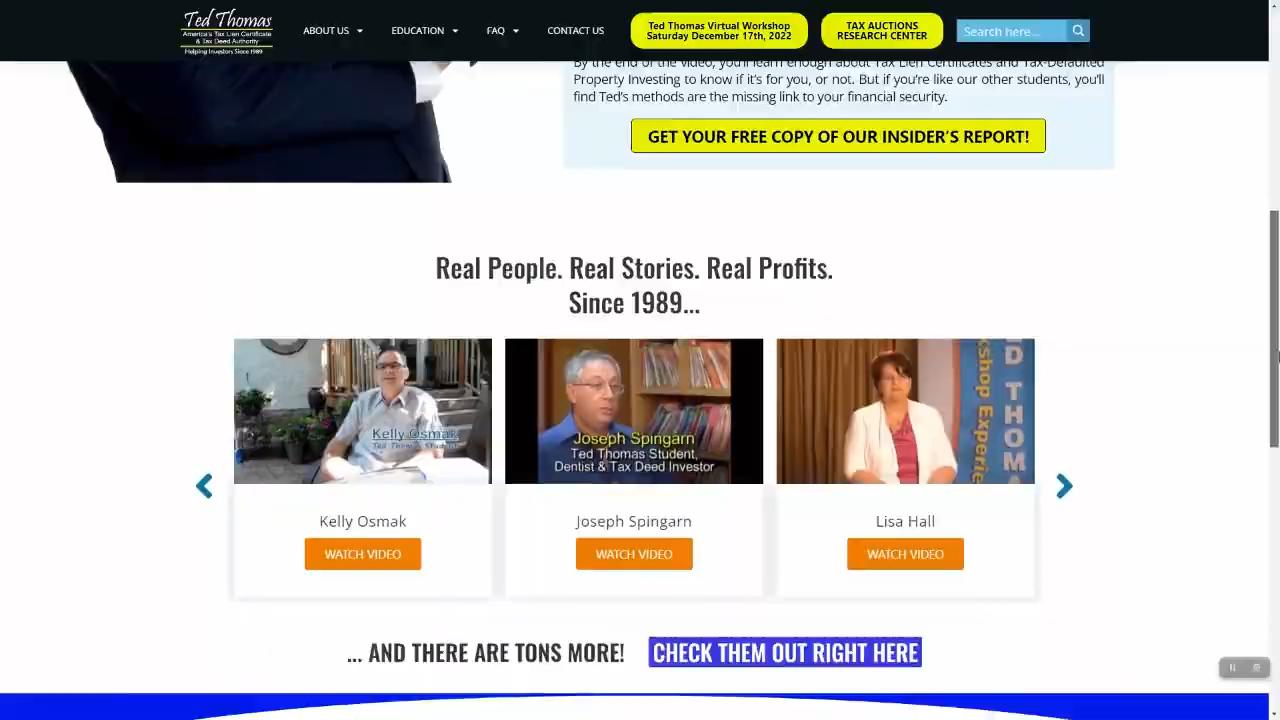 Ted Thomas
America's Tax Lien Certificate
& Tax Deed Authority
Helping Investors Since 1989
ABOUT US
EDUCATION
FAQ
CONTACT US
Ted Thomas Virtual Workshop
Saturday December 17th, 2022
TAX AUCTIONS
RESEARCH CENTER
Search here...
By the end of the video, you'll learn enough about Tax Lien Certificates and Tax-Defaulted
Property Investing to know if it's for you, or not. But if you're like our other students, you'll
find Ted's methods are the missing link to your financial security.
GET YOUR FREE COPY OF OUR INSIDER'S REPORT!
Real People. Real Stories. Real Profits.
Since 1989...
Kelly Osmak
Ted Thomas Student
Joseph Spingarn
Ted Thomas Student,
Dentist & Tax Deed Investor
D THOMA
kshop Experie
Kelly Osmak
Joseph Spingarn
Lisa Hall
WATCH VIDEO
WATCH VIDEO
WATCH VIDEO
... AND THERE ARE TONS MORE!
CHECK THEM OUT RIGHT HERE